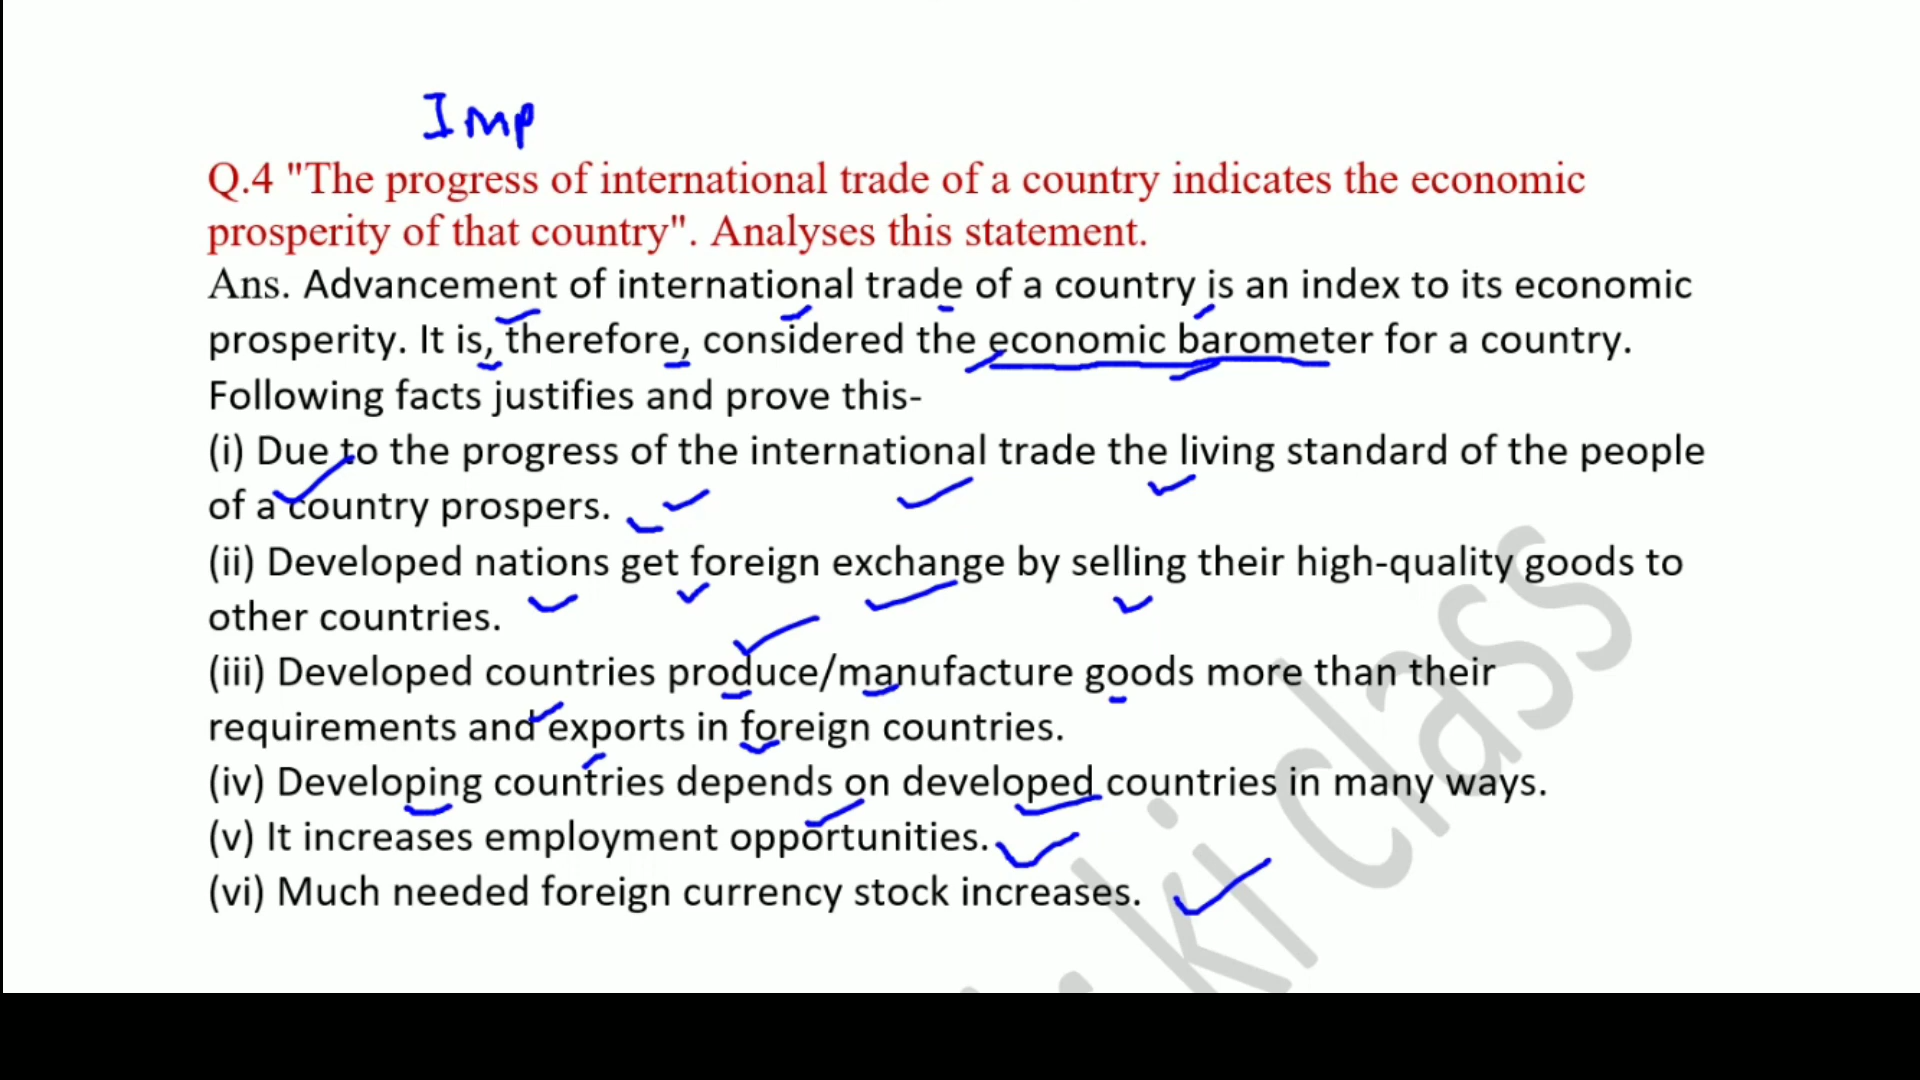 Imp
Q.4 "The progress of international trade of a country indicates the economic
prosperity of that country". Analyses this statement.
Ans. Advancement of international trade of a country is an index to its economic
prosperity. It is, therefore, considered the economic barometer for a country.
Following facts justifies and prove this-
(i) Due to the progress of the international trade the living standard of the people
of a country prospers.
(ii) Developed nations get foreign exchange by selling their high-quality goods to
other countries.
(iii) Developed countries produce/manufacture goods more than their
requirements and exports in foreign countries.
(iv) Developing countries depends on developed countries in many ways.
(v) It increases employment opportunities.
(vi) Much needed foreign currency stock increases.
ki class